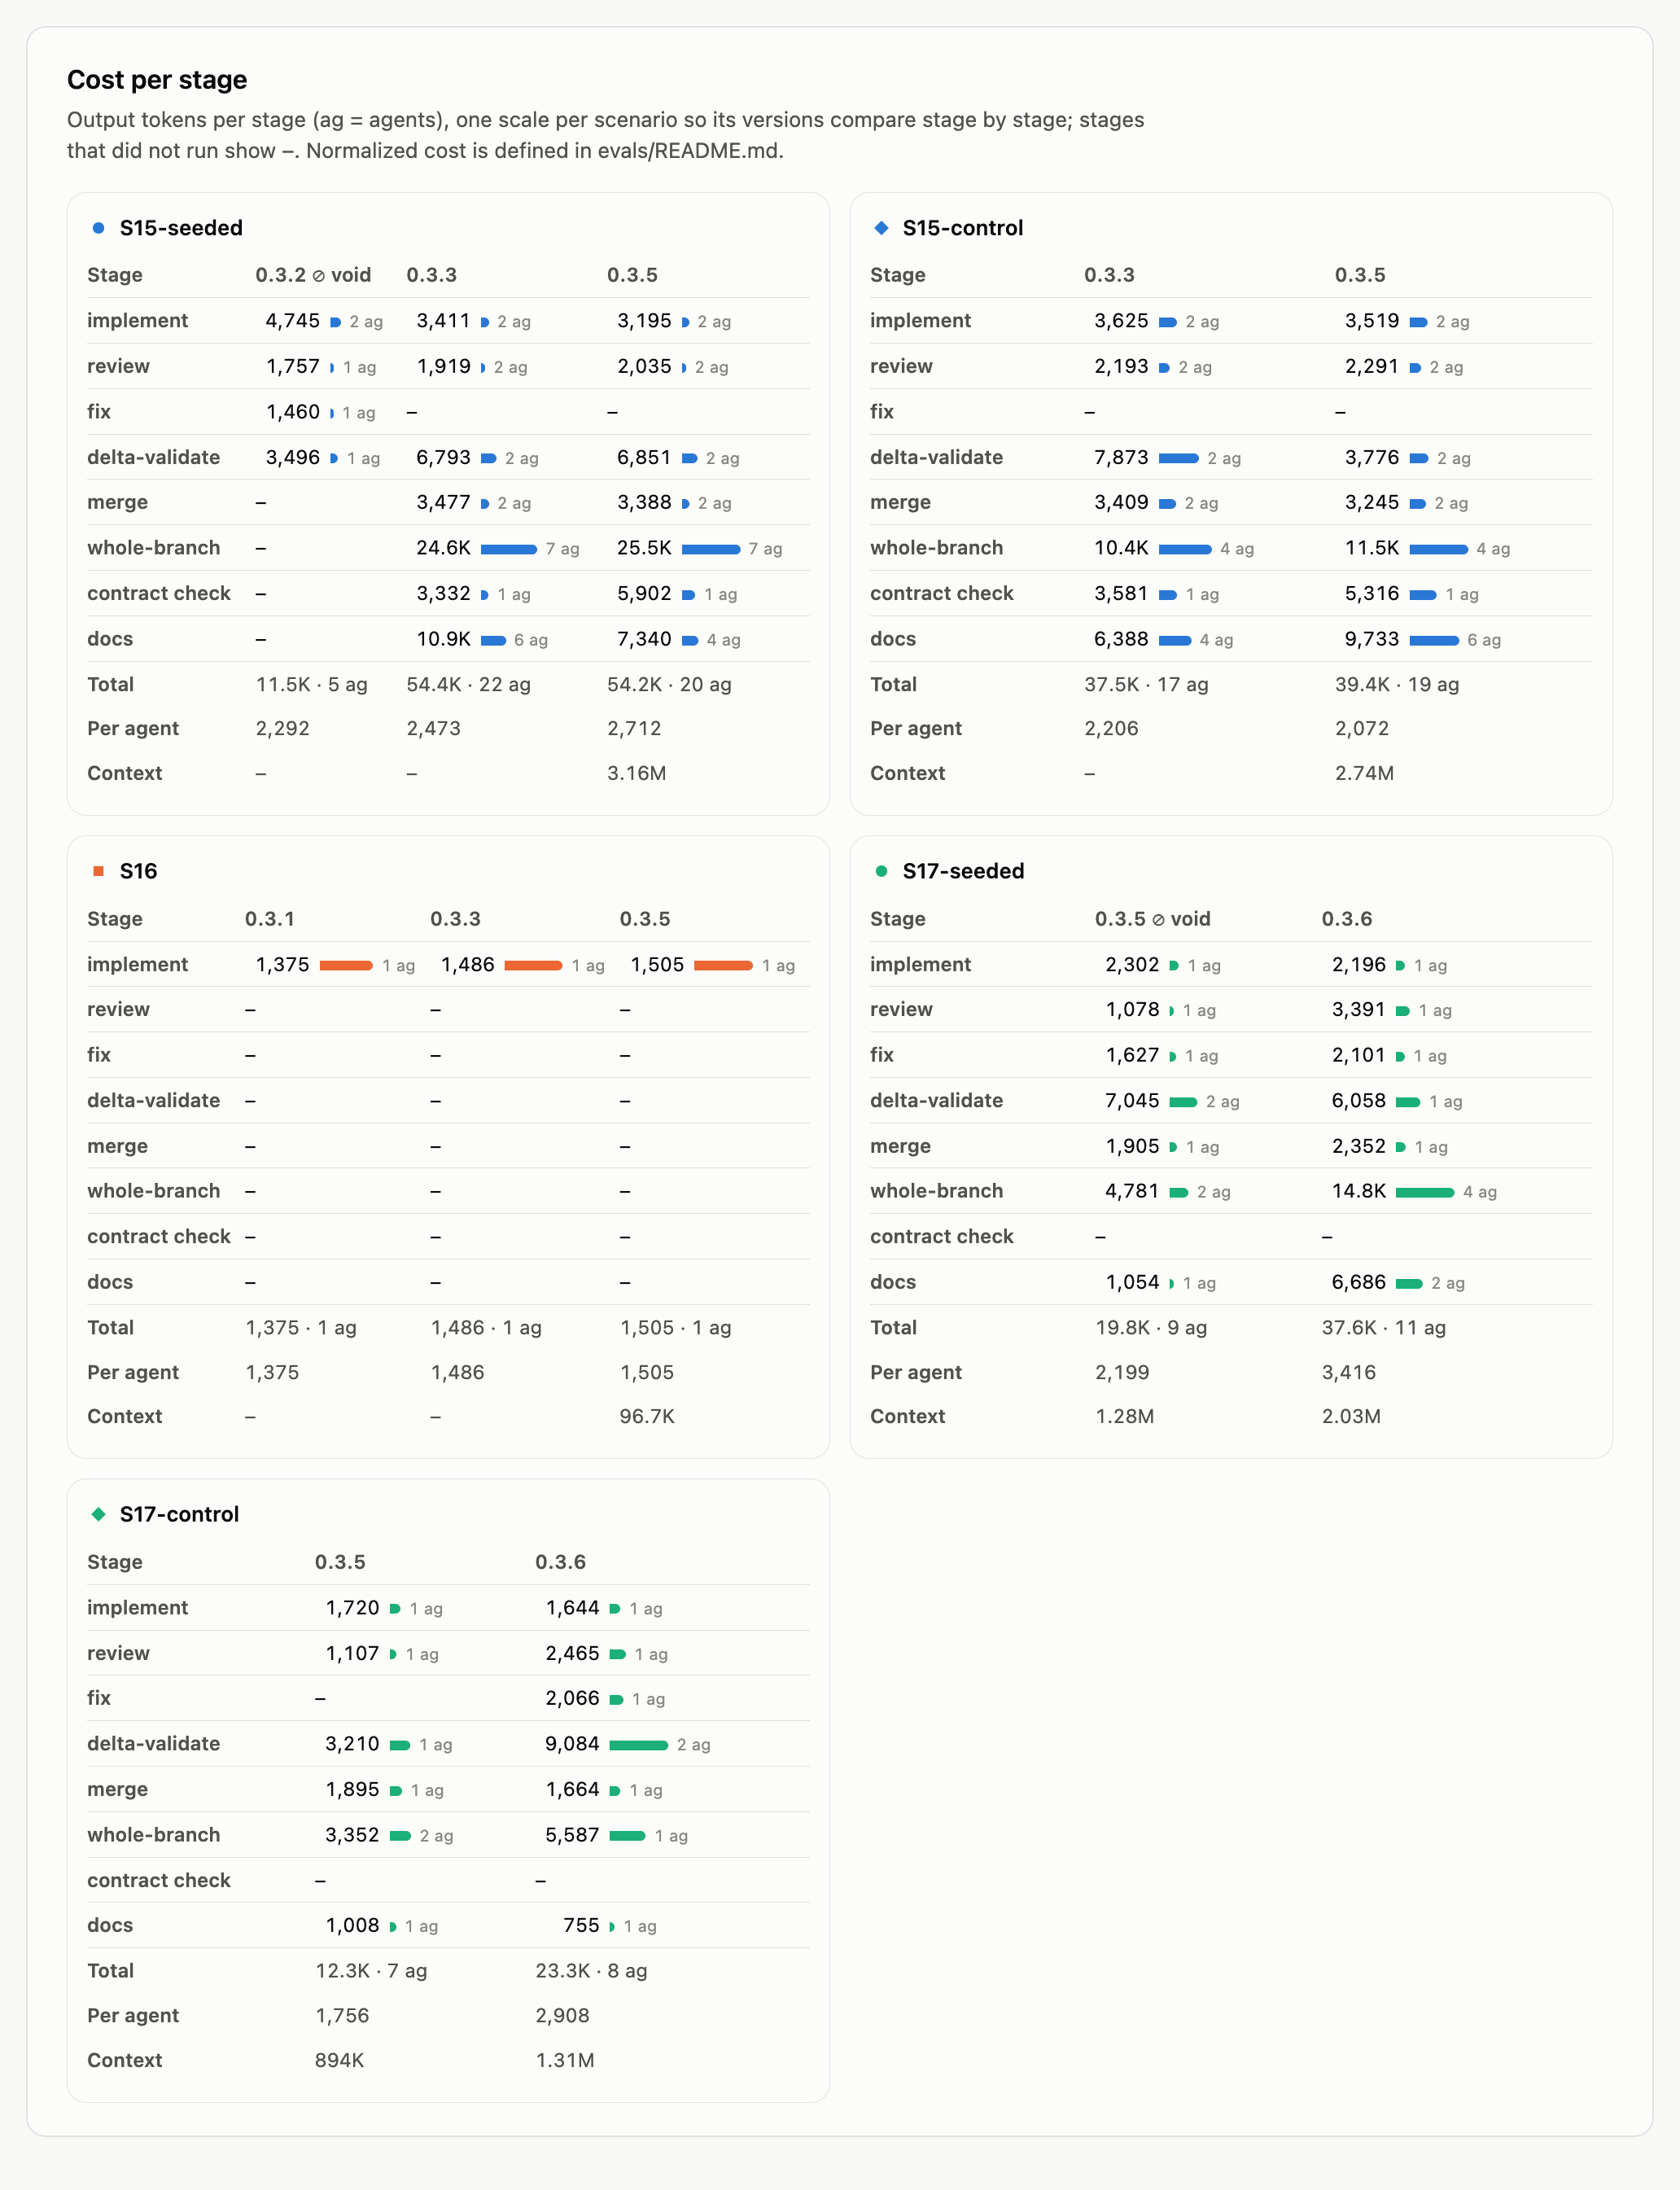 Cost per stage
Output tokens per stage (ag = agents), one scale per scenario so its versions compare stage by stage; stages
that did not run show –. Normalized cost is defined in evals/README.md.
S15-seeded
Stage 0.3.2 ⊘ void 0.3.3 0.3.5
implement 4,745 2 ag 3,411 2 ag 3,195 2 ag
review 1,757 1 ag 1,919 2 ag 2,035 2 ag
fix 1,460 1 ag – –
delta-validate 3,496 1 ag 6,793 2 ag 6,851 2 ag
merge – 3,477 2 ag 3,388 2 ag
whole-branch – 24.6K 7 ag 25.5K 7 ag
contract check – 3,332 1 ag 5,902 1 ag
docs – 10.9K 6 ag 7,340 4 ag
Total 11.5K · 5 ag 54.4K · 22 ag 54.2K · 20 ag
Per agent 2,292 2,473 2,712
Context – – 3.16M
S15-control
Stage 0.3.3 0.3.5
implement 3,625 2 ag 3,519 2 ag
review 2,193 2 ag 2,291 2 ag
fix – –
delta-validate 7,873 2 ag 3,776 2 ag
merge 3,409 2 ag 3,245 2 ag
whole-branch 10.4K 4 ag 11.5K 4 ag
contract check 3,581 1 ag 5,316 1 ag
docs 6,388 4 ag 9,733 6 ag
Total 37.5K · 17 ag 39.4K · 19 ag
Per agent 2,206 2,072
Context – 2.74M
S16
Stage 0.3.1 0.3.3 0.3.5
implement 1,375 1 ag 1,486 1 ag 1,505 1 ag
review – – –
fix – – –
delta-validate – – –
merge – – –
whole-branch – – –
contract check – – –
docs – – –
Total 1,375 · 1 ag 1,486 · 1 ag 1,505 · 1 ag
Per agent 1,375 1,486 1,505
Context – – 96.7K
S17-seeded
Stage 0.3.5 ⊘ void 0.3.6
implement 2,302 1 ag 2,196 1 ag
review 1,078 1 ag 3,391 1 ag
fix 1,627 1 ag 2,101 1 ag
delta-validate 7,045 2 ag 6,058 1 ag
merge 1,905 1 ag 2,352 1 ag
whole-branch 4,781 2 ag 14.8K 4 ag
contract check – –
docs 1,054 1 ag 6,686 2 ag
Total 19.8K · 9 ag 37.6K · 11 ag
Per agent 2,199 3,416
Context 1.28M 2.03M
S17-control
Stage 0.3.5 0.3.6
implement 1,720 1 ag 1,644 1 ag
review 1,107 1 ag 2,465 1 ag
fix – 2,066 1 ag
delta-validate 3,210 1 ag 9,084 2 ag
merge 1,895 1 ag 1,664 1 ag
whole-branch 3,352 2 ag 5,587 1 ag
contract check – –
docs 1,008 1 ag 755 1 ag
Total 12.3K · 7 ag 23.3K · 8 ag
Per agent 1,756 2,908
Context 894K 1.31M